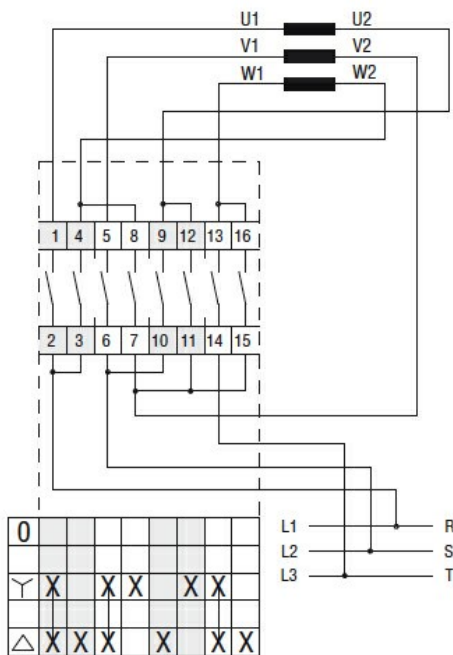 U1 U2
V1 V2
W1 W2
1 4 5 8 9 12 13 16
2 3 6 7 10 11 14 15
L1 R
L2 S
L3 T
0
Y X X X X X
△ X X X X X X